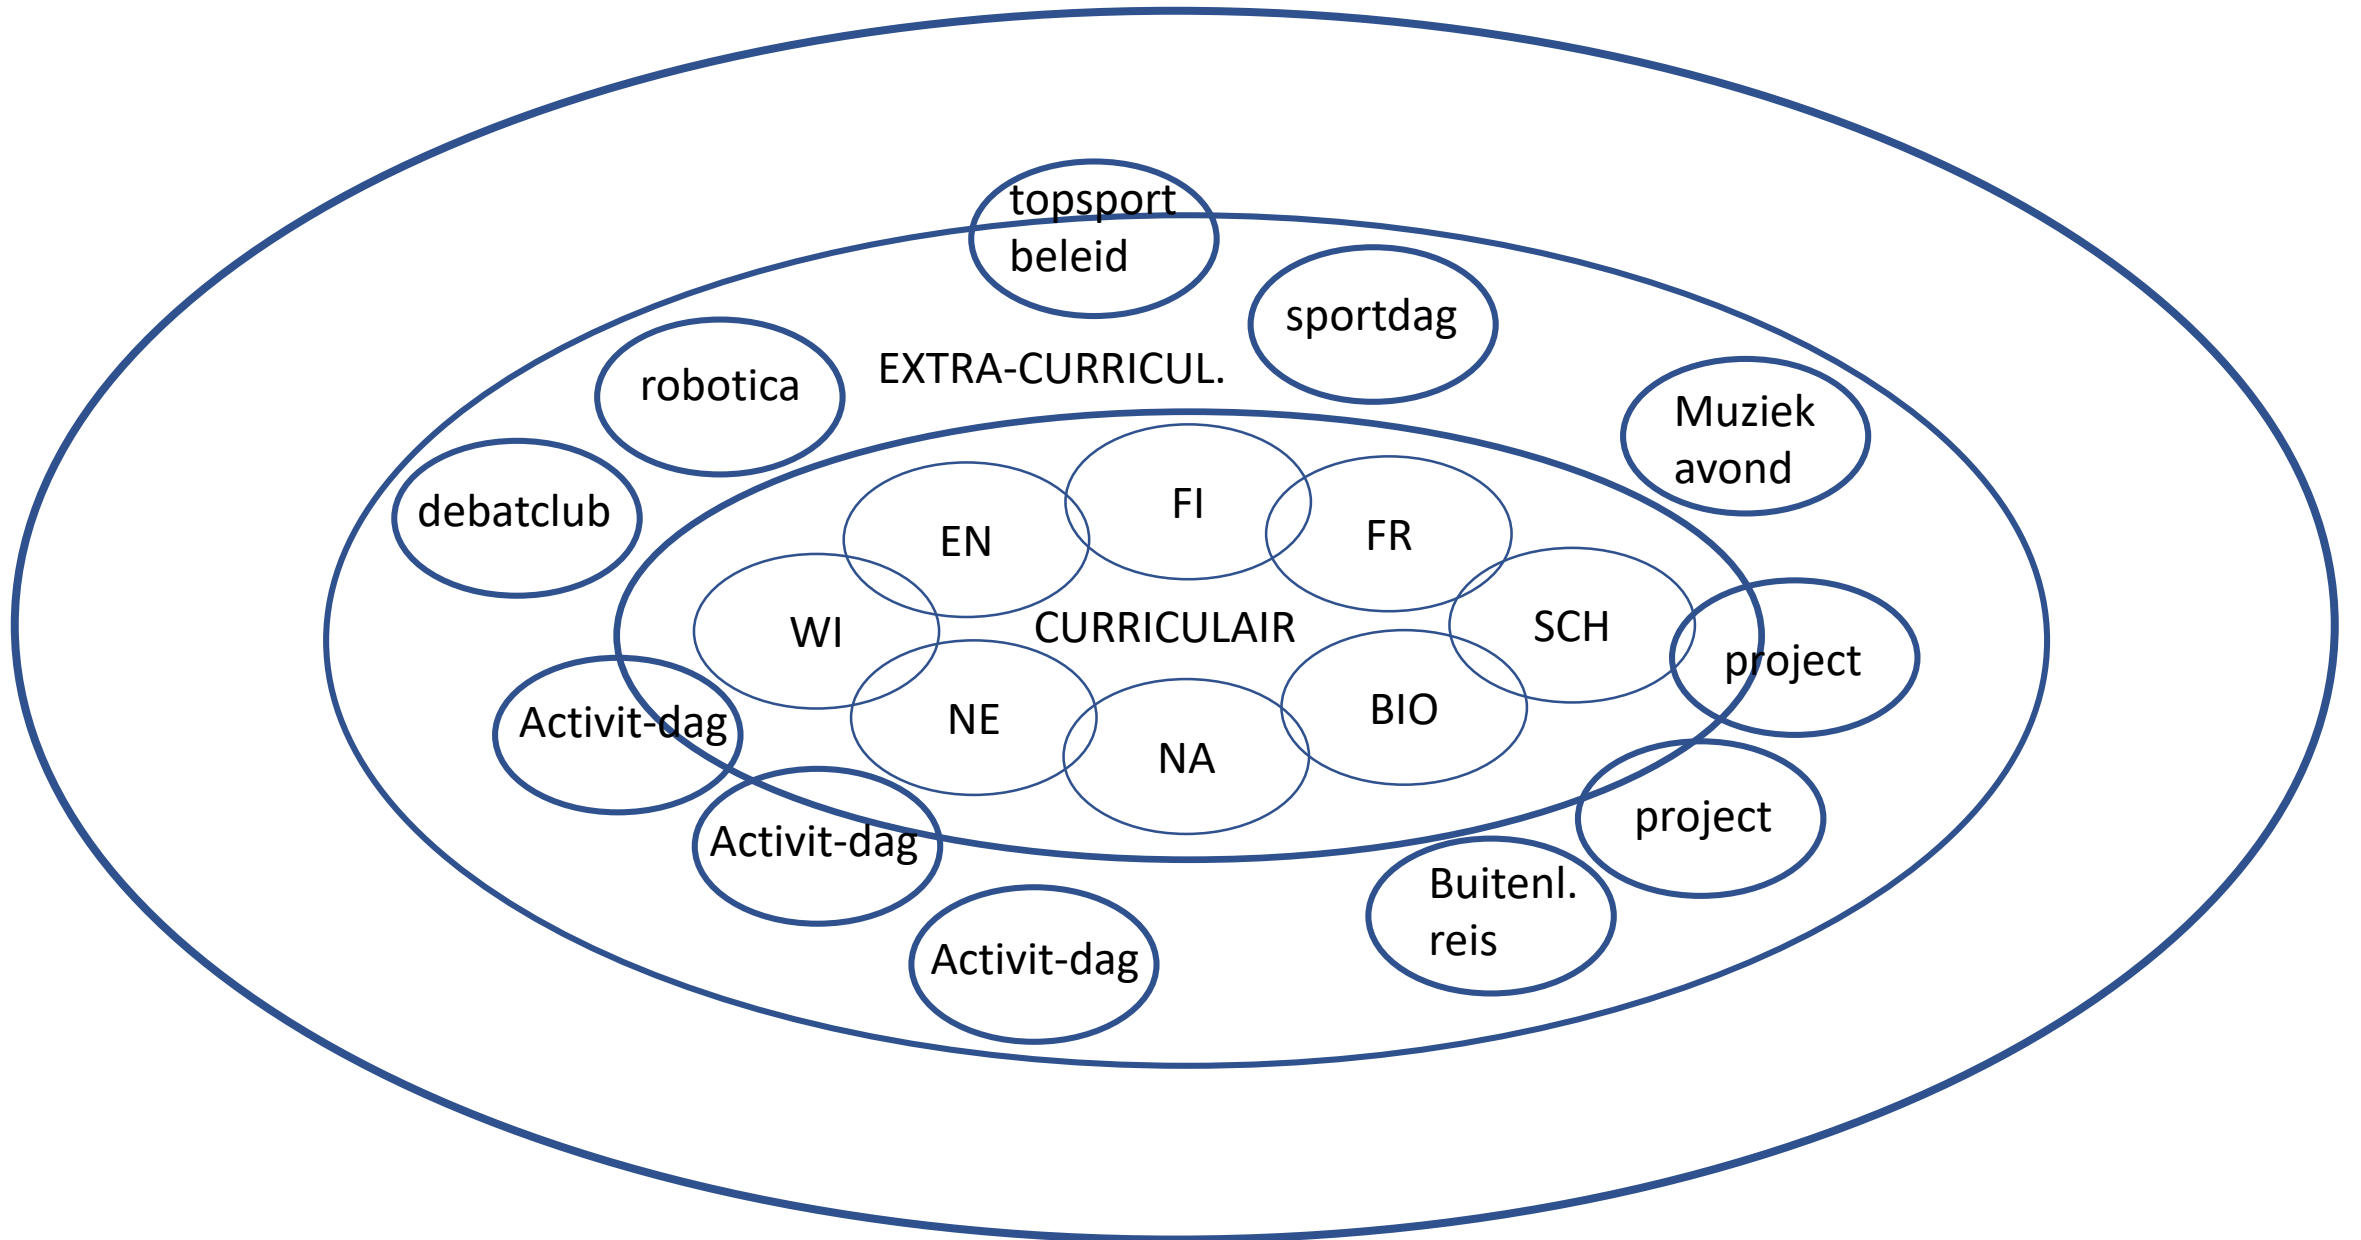 topsport
beleid
sportdag
EXTRA-CURRICUL.
robotica
Muziek
avond
debatclub
FI
FR
EN
CURRICULAIR
SCH
WI
project
BIO
NE
Activit-dag
NA
project
Activit-dag
Buitenl.
reis
Activit-dag